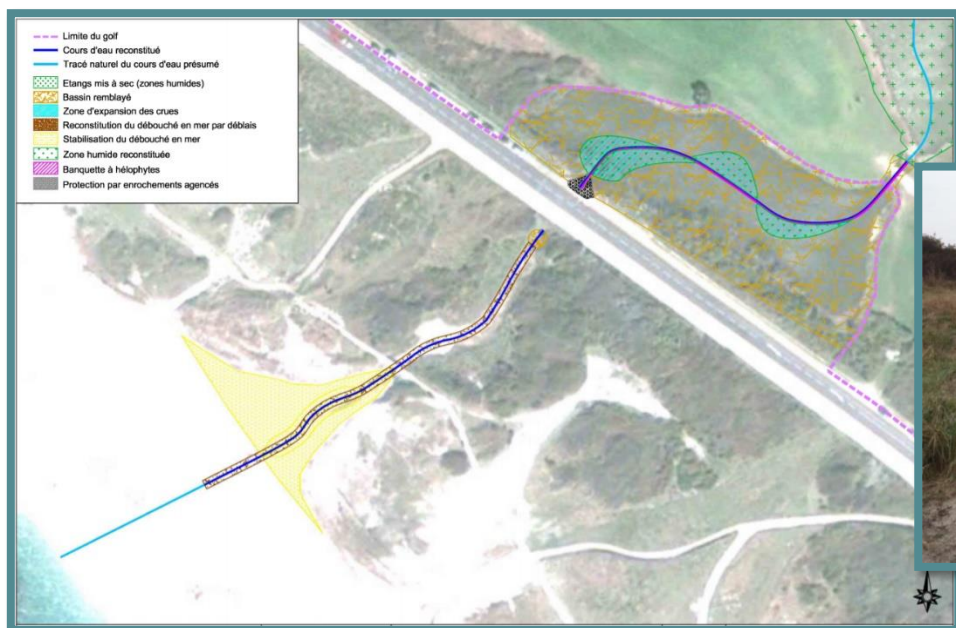 Limite du golf
Cours d'eau reconstitué
Tracé naturel du cours d'eau présumé
Etangs mis à sec (zones humides)
Bassin remblayé
Zone d'expansion des crues
Reconstitution du débouché en mer par déblais
Stabilisation du débouché en mer
Zone humide reconstituée
Banquette à hélophytes
Protection par enrochements agencés